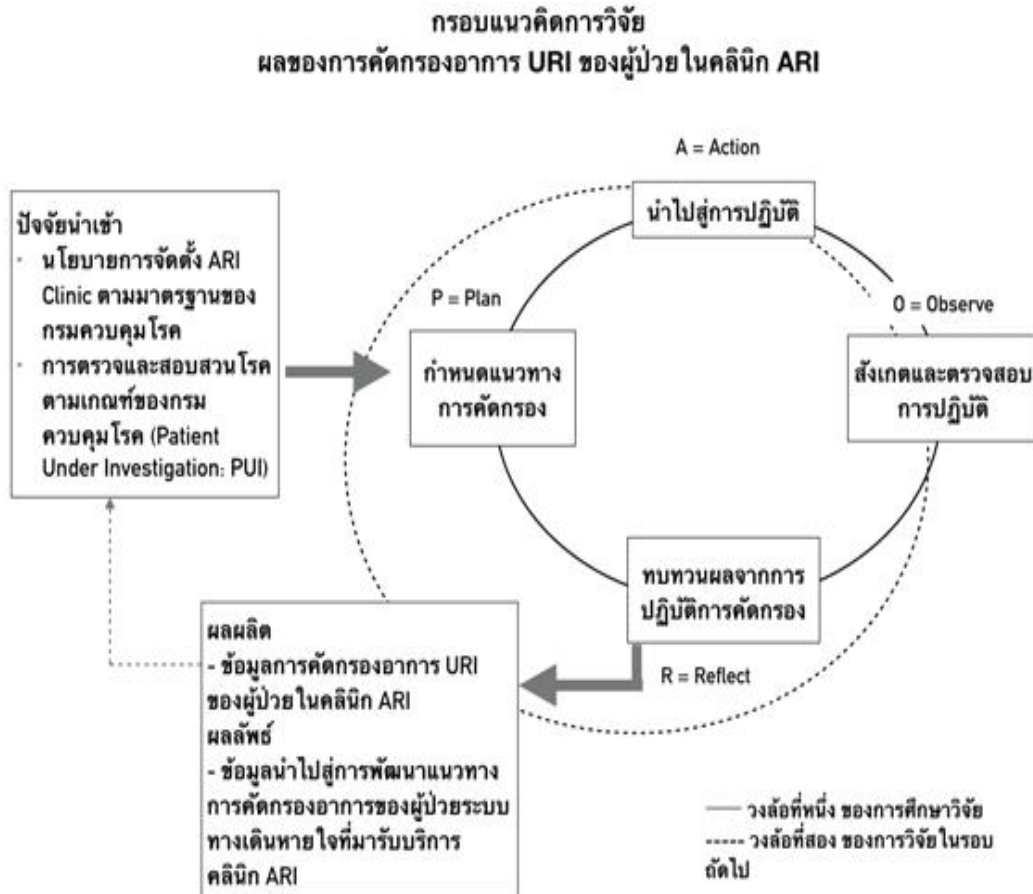 กรอบแนวคิดการวิจัย
ผลของการคัดกรองอาการ URI ของผู้ป่วยในคลินิก ARI
A = Action
นำไปสู่การปฏิบัติ
ปัจจัยนำเข้า
· นโยบายการจัดตั้ง ARI
Clinic ตามมาตรฐานของ
กรมควบคุมโรค
· การตรวจและสอบสวนโรค
ตามเกณฑ์ของกรม
ควบคุมโรค (Patient
Under Investigation: PUI)
P = Plan
กำหนดแนวทาง
การคัดกรอง
O = Observe
สังเกตและตรวจสอบ
การปฏิบัติ
ทบทวนผลจากการ
ปฏิบัติการคัดกรอง
R = Reflect
ผลผลิต
- ข้อมูลการคัดกรองอาการ URI
ของผู้ป่วยในคลินิก ARI
ผลลัพธ์
- ข้อมูลนำไปสู่การพัฒนาแนวทาง
การคัดกรองอาการของผู้ป่วยระบบ
ทางเดินหายใจที่มารับบริการ
คลินิก ARI
วงล้อที่หนึ่ง ของการศึกษาวิจัย
วงล้อที่สอง ของการวิจัยในรอบ
ถัดไป